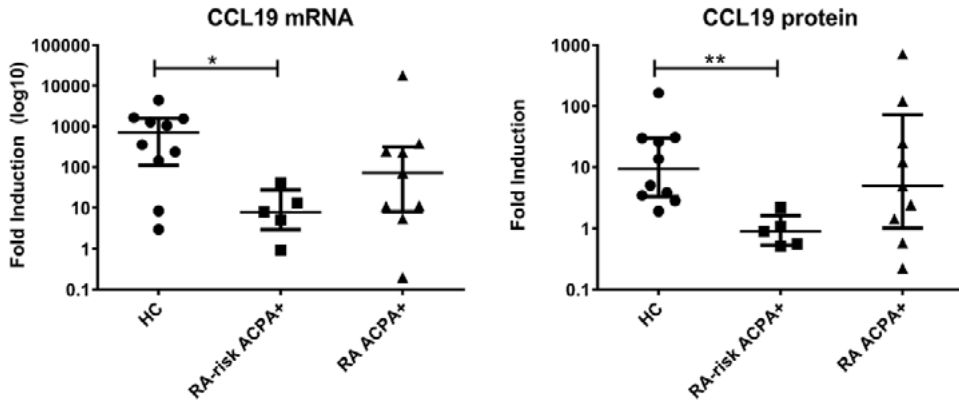 CCL19 mRNA
Fold Induction (log10)
100000
10000
1000
100
10
1
0.1
*
HC
RA-risk ACPA+
RA ACPA+
CCL19 protein
Fold Induction
1000
100
10
1
0.1
**
HC
RA-risk ACPA+
RA ACPA+